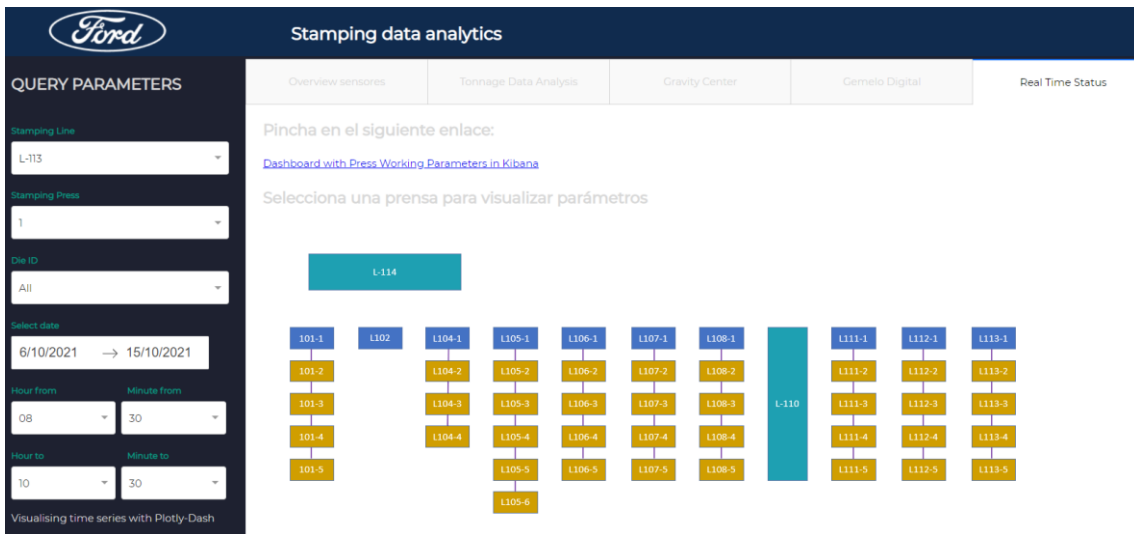 Ford
Stamping data analytics
QUERY PARAMETERS
Overview sensores
Tonnage Data Analysis
Gravity Center
Gemelo Digital
Real Time Status
Stamping Line
L-113
Stamping Press
1
Die ID
All
Select date
6/10/2021 → 15/10/2021
Hour from Minute from
08 30
Hour to Minute to
10 30
Visualising time series with Plotly-Dash
Pincha en el siguiente enlace:
Dashboard with Press Working Parameters in Kibana
Selecciona una prensa para visualizar parámetros
L-114
101-1 L102 L104-1 L105-1 L106-1 L107-1 L108-1 L111-1 L112-1 L113-1
101-2 L104-2 L105-2 L106-2 L107-2 L108-2 L111-2 L112-2 L113-2
101-3 L104-3 L105-3 L106-3 L107-3 L108-3 L-110 L111-3 L112-3 L113-3
101-4 L104-4 L105-4 L106-4 L107-4 L108-4 L111-4 L112-4 L113-4
101-5 L105-5 L106-5 L107-5 L108-5 L111-5 L112-5 L113-5
L105-6